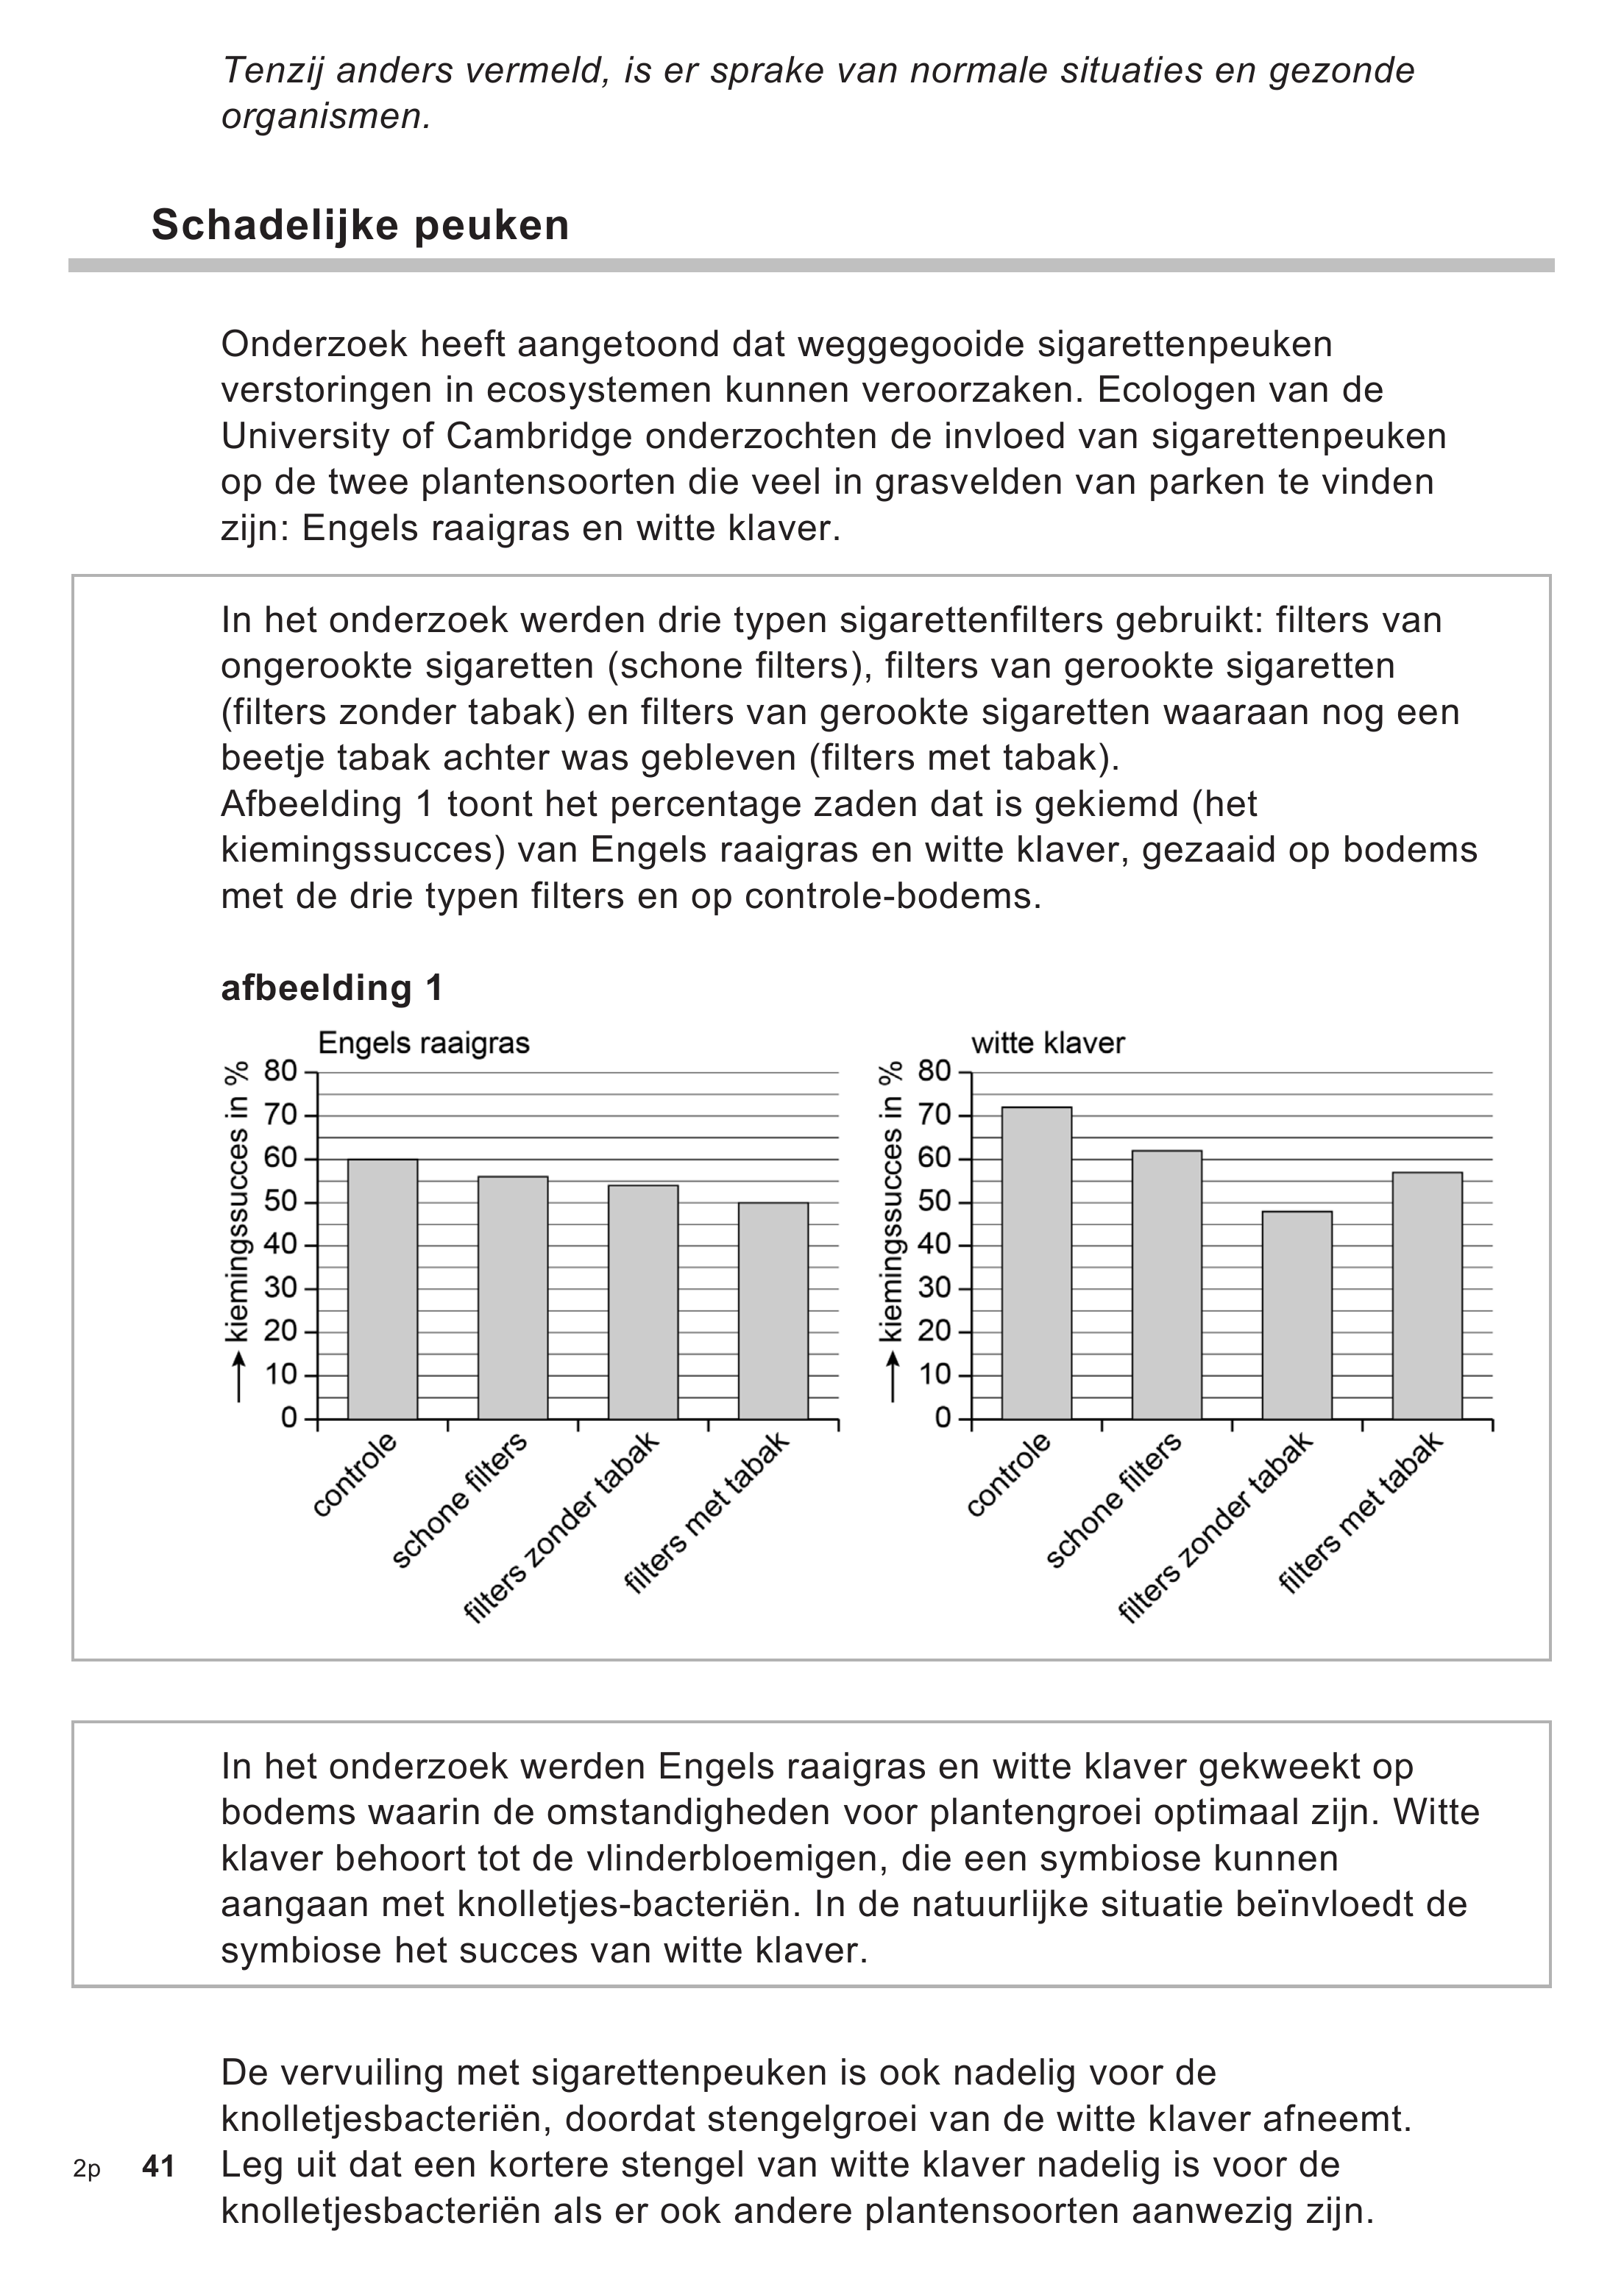 Tenzij anders vermeld, is er sprake van normale situaties en gezonde
organismen.
Schadelijke peuken
Onderzoek heeft aangetoond dat weggegooide sigarettenpeuken
verstoringen in ecosystemen kunnen veroorzaken. Ecologen van de
University of Cambridge onderzochten de invloed van sigarettenpeuken
op de twee plantensoorten die veel in grasvelden van parken te vinden
zijn: Engels raaigras en witte klaver.
In het onderzoek werden drie typen sigarettenfilters gebruikt: filters van
ongerookte sigaretten (schone filters), filters van gerookte sigaretten
(filters zonder tabak) en filters van gerookte sigaretten waaraan nog een
beetje tabak achter was gebleven (filters met tabak).
Afbeelding 1 toont het percentage zaden dat is gekiemd (het
kiemingssucces) van Engels raaigras en witte klaver, gezaaid op bodems
met de drie typen filters en op controle-bodems.
afbeelding 1
Engels raaigras
kiemingssucces in %
80
70
60
50
40
30
20
10
0
controle
schone filters
filters zonder tabak
filters met tabak
witte klaver
kiemingssucces in %
80
70
60
50
40
30
20
10
0
controle
schone filters
filters zonder tabak
filters met tabak
In het onderzoek werden Engels raaigras en witte klaver gekweekt op
bodems waarin de omstandigheden voor plantengroei optimaal zijn. Witte
klaver behoort tot de vlinderbloemigen, die een symbiose kunnen
aangaan met knolletjes-bacteriën. In de natuurlijke situatie beïnvloedt de
symbiose het succes van witte klaver.
De vervuiling met sigarettenpeuken is ook nadelig voor de
knolletjesbacteriën, doordat stengelgroei van de witte klaver afneemt.
2p 41 Leg uit dat een kortere stengel van witte klaver nadelig is voor de
knolletjesbacteriën als er ook andere plantensoorten aanwezig zijn.